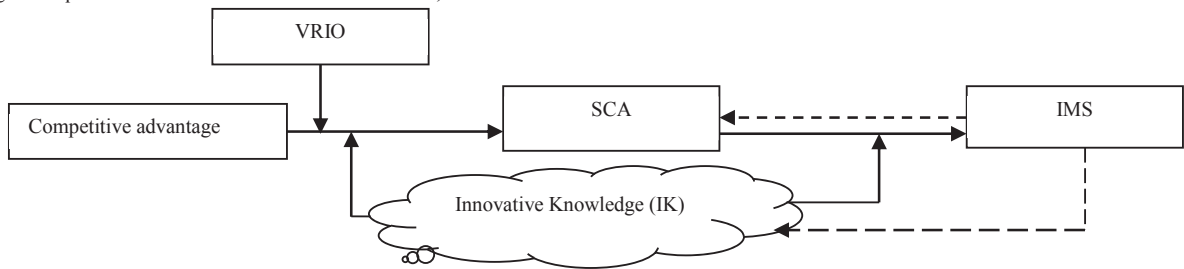 VRIO
Competitive advantage
SCA
IMS
Innovative Knowledge (IK)